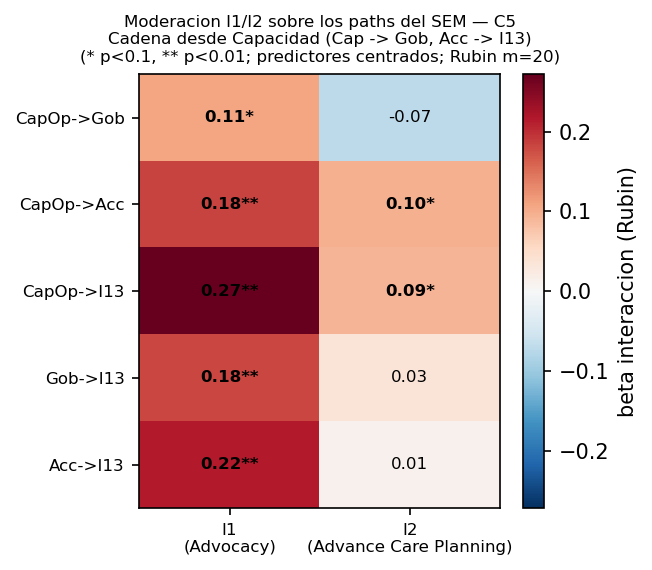 Moderacion I1/I2 sobre los paths del SEM — C5
Cadena desde Capacidad (Cap -> Gob, Acc -> I13)
(* p<0.1, ** p<0.01; predictores centrados; Rubin m=20)
CapOp->Gob
0.11*
-0.07
CapOp->Acc
0.18**
0.10*
CapOp->I13
0.27**
0.09*
Gob->I13
0.18**
0.03
Acc->I13
0.22**
0.01
I1
(Advocacy)
I2
(Advance Care Planning)
0.2
0.1
0.0
−0.1
−0.2
beta interaccion (Rubin)